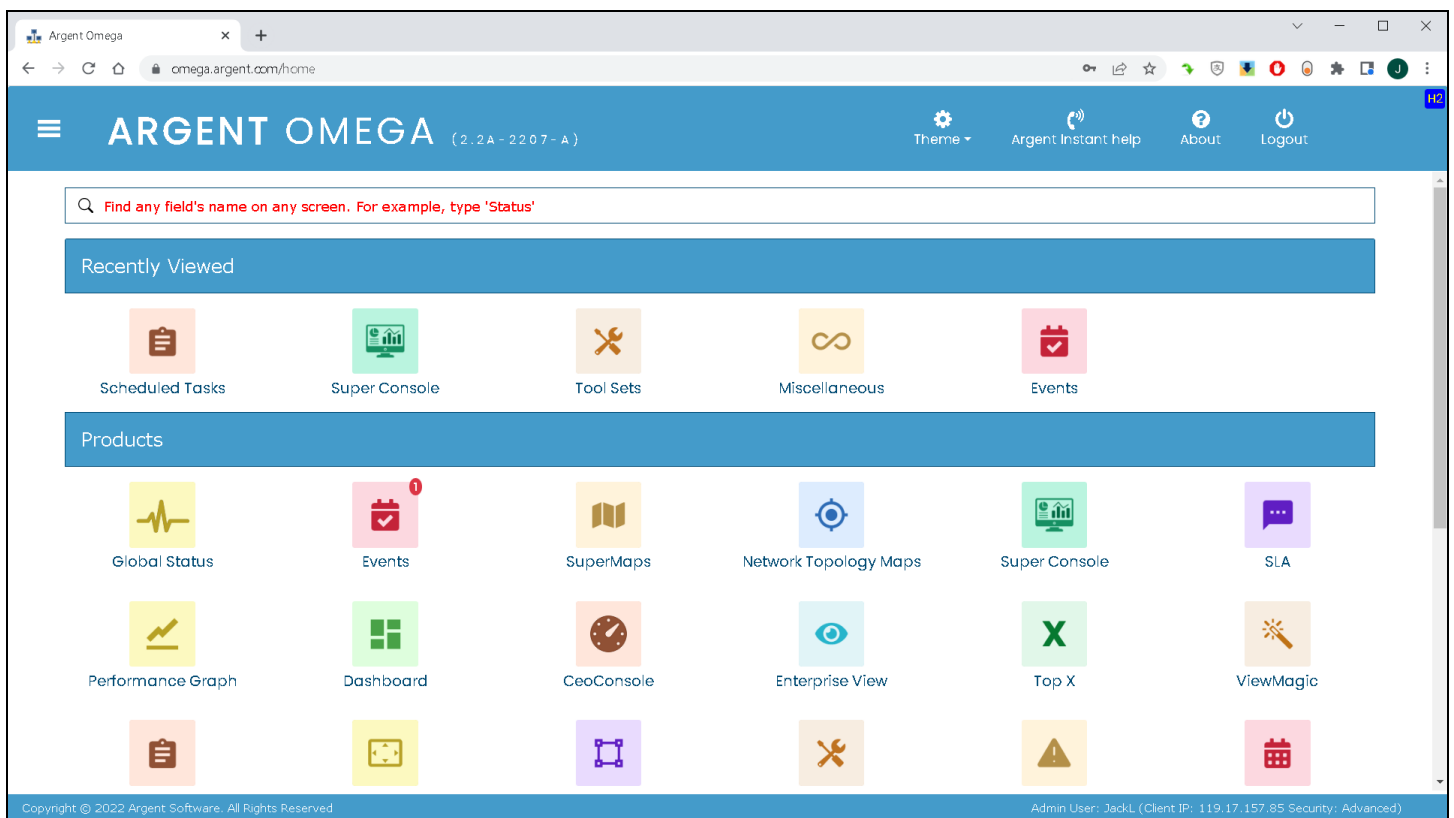 Argent Omega
omega.argent.com/home
J
H2
ARGENT OMEGA (2.2A-2207-A)
Theme
Argent Instant help
About
Logout
Find any field's name on any screen. For example, type 'Status'
Recently Viewed
Scheduled Tasks
Super Console
Tool Sets
Miscellaneous
Events
Products
1
Global Status
Events
SuperMaps
Network Topology Maps
Super Console
SLA
X
Performance Graph
Dashboard
CeoConsole
Enterprise View
Top X
ViewMagic
Copyright © 2022 Argent Software. All Rights Reserved
Admin User: JackL (Client IP: 119.17.157.85 Security: Advanced)